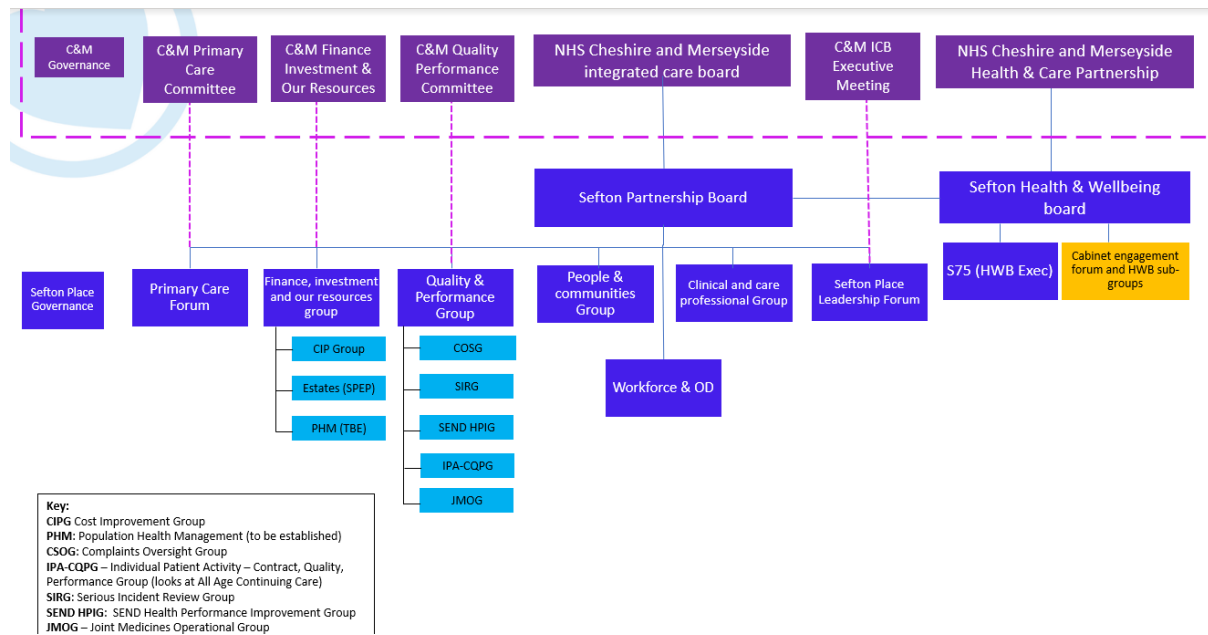 C&M
Governance
C&M Primary
Care
Committee
C&M Finance
Investment &
Our Resources
C&M Quality
Performance
Committee
NHS Cheshire and Merseyside
integrated care board
C&M ICB
Executive
Meeting
NHS Cheshire and Merseyside
Health & Care Partnership
Sefton Partnership Board
Sefton Health & Wellbeing
board
Sefton Place
Governance
Primary Care
Forum
Finance, investment
and our resources
group
Quality &
Performance
Group
People &
communities
Group
Clinical and care
professional Group
Sefton Place
Leadership Forum
S75 (HWB Exec)
Cabinet engagement
forum and HWB sub-
groups
CIP Group
Estates (SPEP)
PHM (TBE)
COSG
SIRG
SEND HPIG
IPA-CQPG
JMOG
Workforce & OD
Key:
CIPG Cost Improvement Group
PHM: Population Health Management (to be established)
CSOG: Complaints Oversight Group
IPA-CQPG – Individual Patient Activity – Contract, Quality,
Performance Group (looks at All Age Continuing Care)
SIRG: Serious Incident Review Group
SEND HPIG: SEND Health Performance Improvement Group
JMOG – Joint Medicines Operational Group